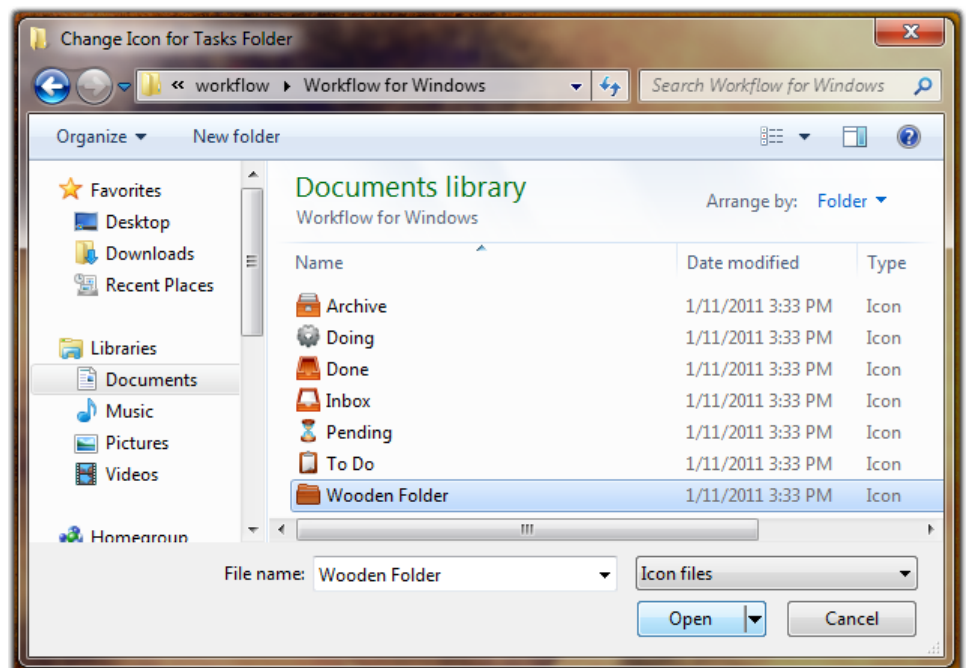 Change Icon for Tasks Folder
« workflow Workflow for Windows Search Workflow for Windows
Organize New folder
Favorites
Desktop
Downloads
Recent Places
Libraries
Documents
Music
Pictures
Videos
Homegroup
Documents library
Workflow for Windows
Arrange by: Folder
Name Date modified Type
Archive 1/11/2011 3:33 PM Icon
Doing 1/11/2011 3:33 PM Icon
Done 1/11/2011 3:33 PM Icon
Inbox 1/11/2011 3:33 PM Icon
Pending 1/11/2011 3:33 PM Icon
To Do 1/11/2011 3:33 PM Icon
Wooden Folder 1/11/2011 3:33 PM Icon
File name: Wooden Folder Icon files
Open Cancel